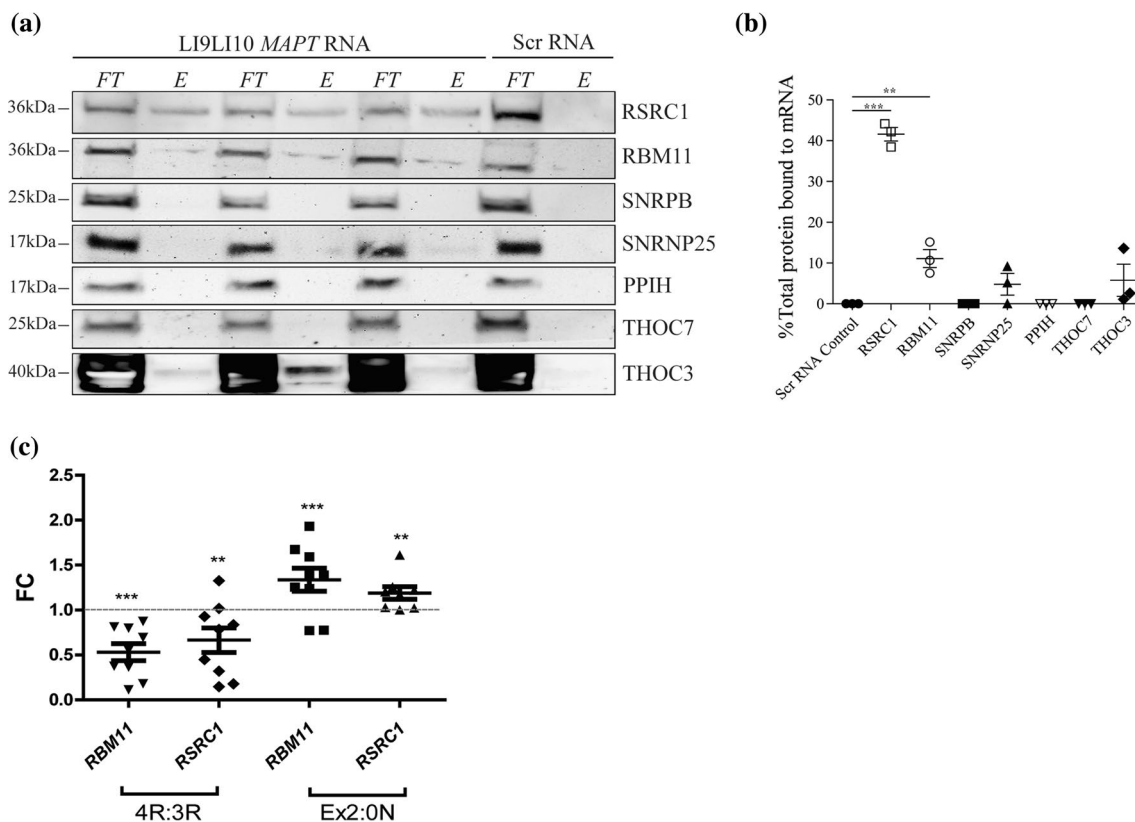 (a)
LI9LI10 MAPT RNA
Scr RNA
FT E FT E FT E FT E
36kDa RSRC1
36kDa RBM11
25kDa SNRPB
17kDa SNRNP25
17kDa PPIH
25kDa THOC7
40kDa THOC3
(b)
%Total protein bound to mRNA
50
40
30
20
10
0
**
***
Scr RNA Control
RSRC1
RBM11
SNRPB
SNRNP25
PPIH
THOC7
THOC3
(c)
FC
2.5
2.0
1.5
1.0
0.5
0.0
***
**
***
**
RBM11
RSRC1
RBM11
RSRC1
4R:3R
Ex2:0N